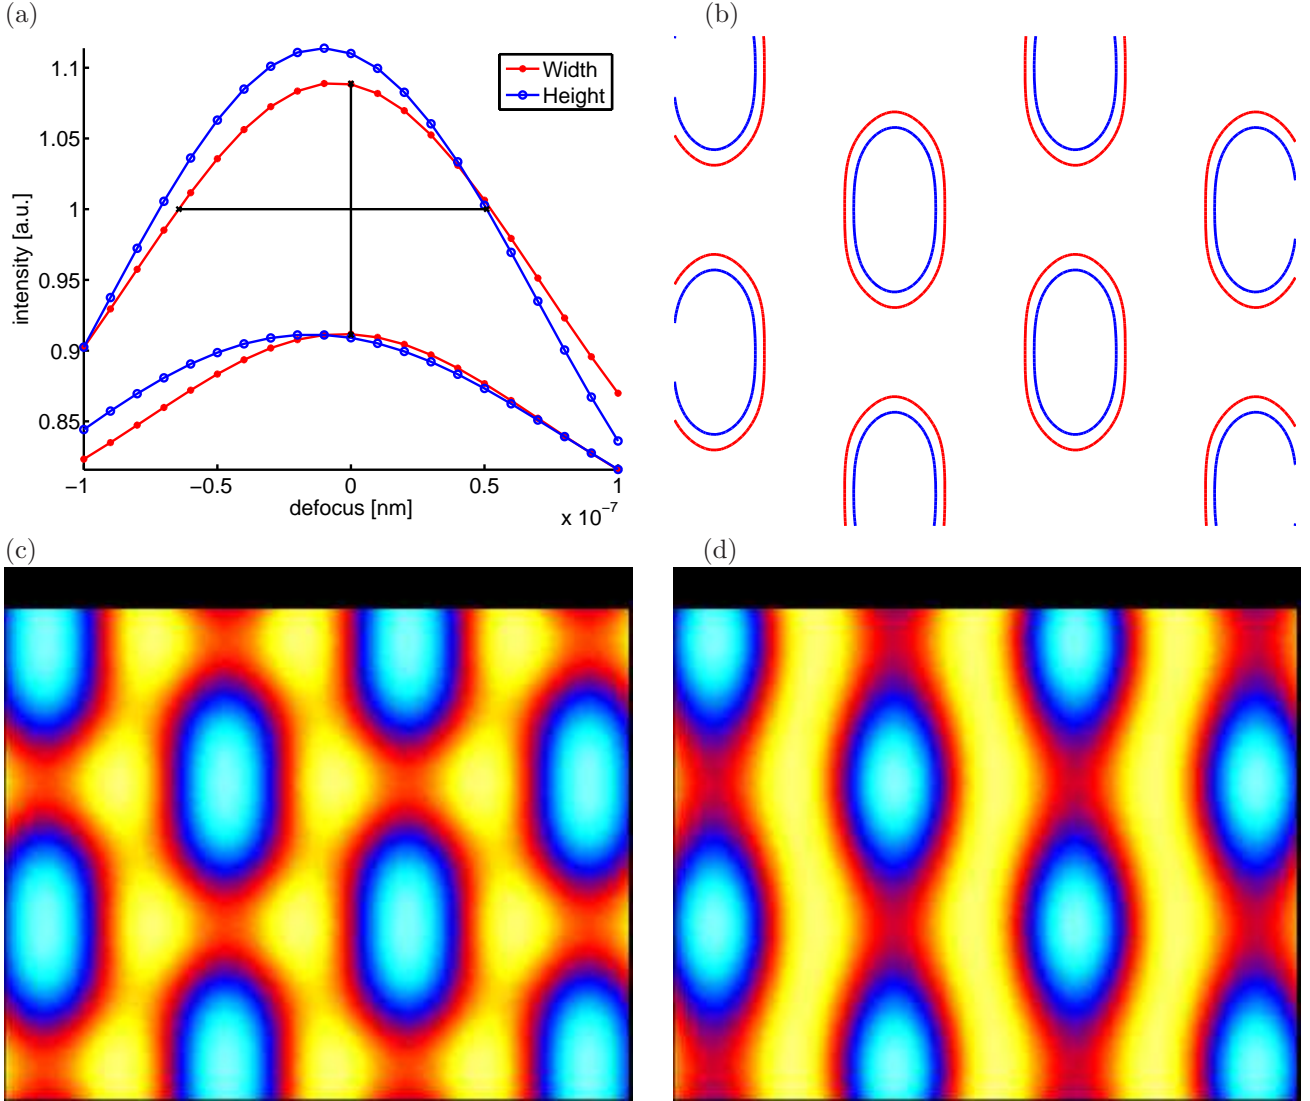 (a)
(b)
1.1
1.05
1
0.95
0.9
0.85
intensity [a.u.]
Width
Height
−1
−0.5
0
0.5
1
defocus [nm]
x 10⁻⁷
(c)
(d)